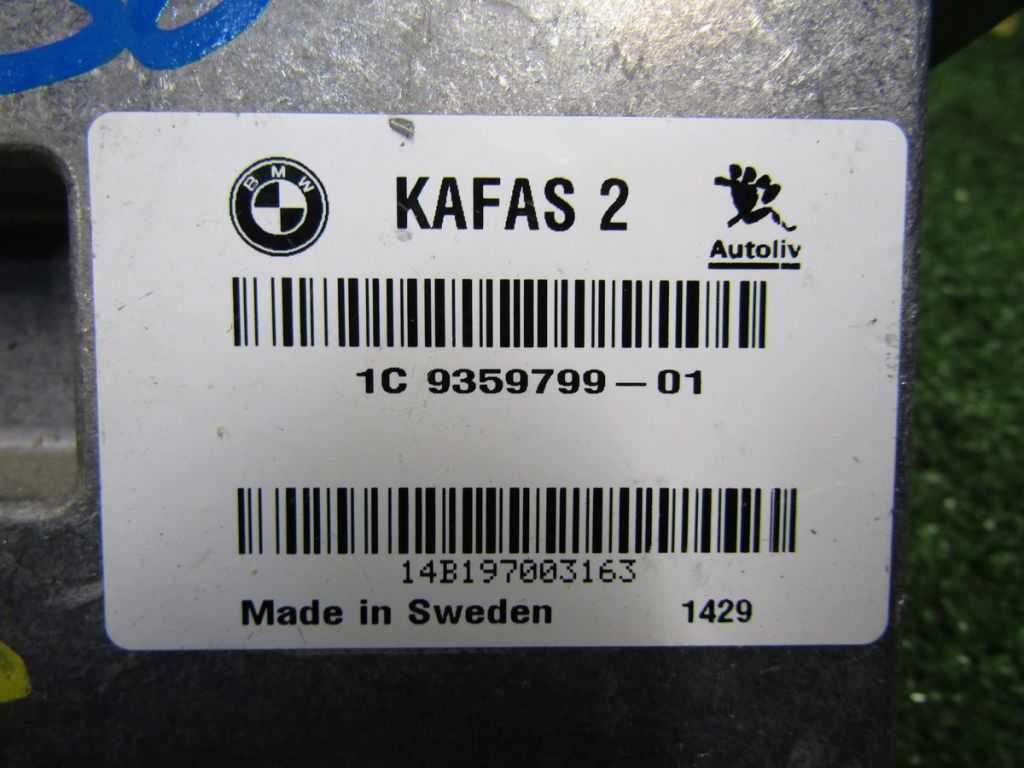 BMW KAFAS 2
Autoliv
1C 9359799-01
14B197003163
Made in Sweden 1429